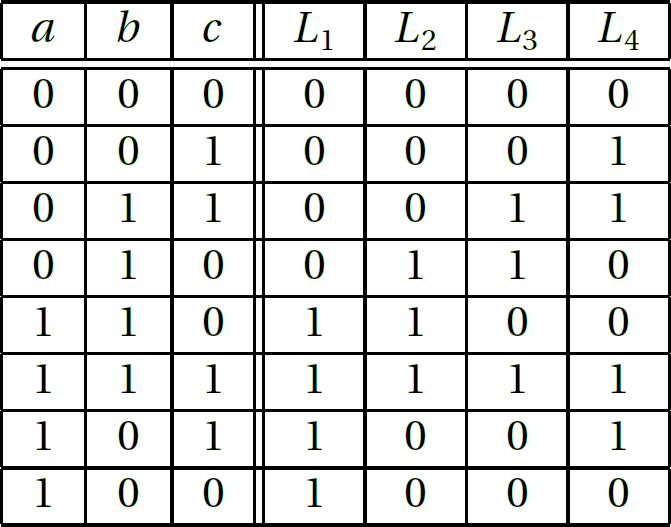 a b c L₁ L₂ L₃ L₄
0 0 0 0 0 0 0
0 0 1 0 0 0 1
0 1 1 0 0 1 1
0 1 0 0 1 1 0
1 1 0 1 1 0 0
1 1 1 1 1 1 1
1 0 1 1 0 0 1
1 0 0 1 0 0 0